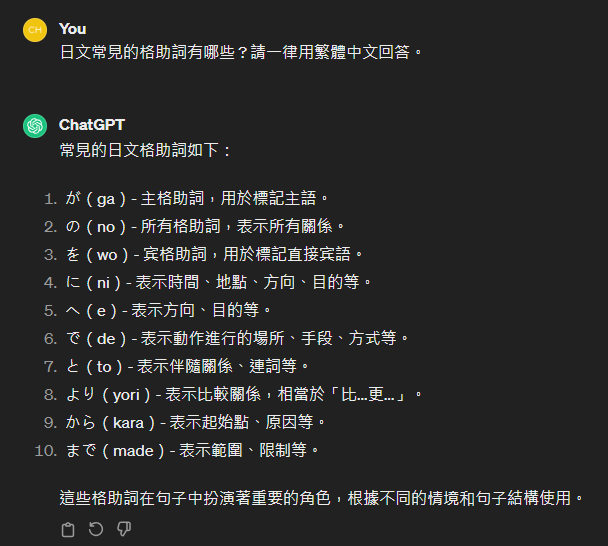 CH
You
日文常見的格助詞有哪些？請一律用繁體中文回答。
ChatGPT
常見的日文格助詞如下：
1. が（ga）- 主格助詞，用於標記主語。
2. の（no）- 所有格助詞，表示所有關係。
3. を（wo）- 宾格助詞，用於標記直接宾語。
4. に（ni）- 表示時間、地點、方向、目的等。
5. へ（e）- 表示方向、目的等。
6. で（de）- 表示動作進行的場所、手段、方式等。
7. と（to）- 表示伴隨關係、連詞等。
8. より（yori）- 表示比較關係，相當於「比...更...」。
9. から（kara）- 表示起始點、原因等。
10. まで（made）- 表示範圍、限制等。
這些格助詞在句子中扮演著重要的角色，根據不同的情境和句子結構使用。